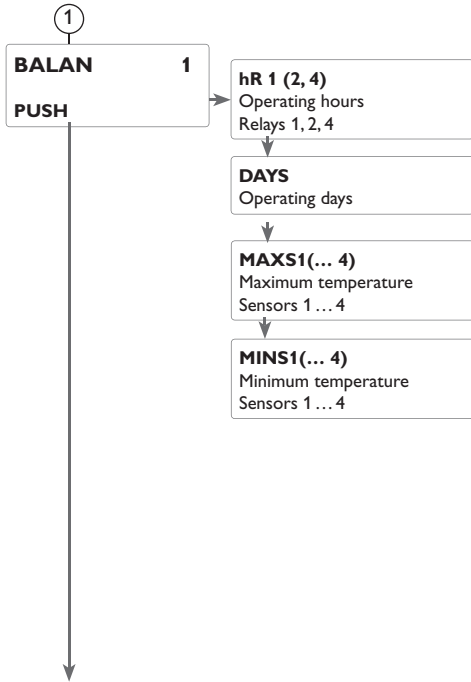 1
BALAN 1
PUSH
hR 1 (2, 4)
Operating hours
Relays 1, 2, 4
DAYS
Operating days
MAXS1(… 4)
Maximum temperature
Sensors 1 … 4
MINS1(… 4)
Minimum temperature
Sensors 1 … 4